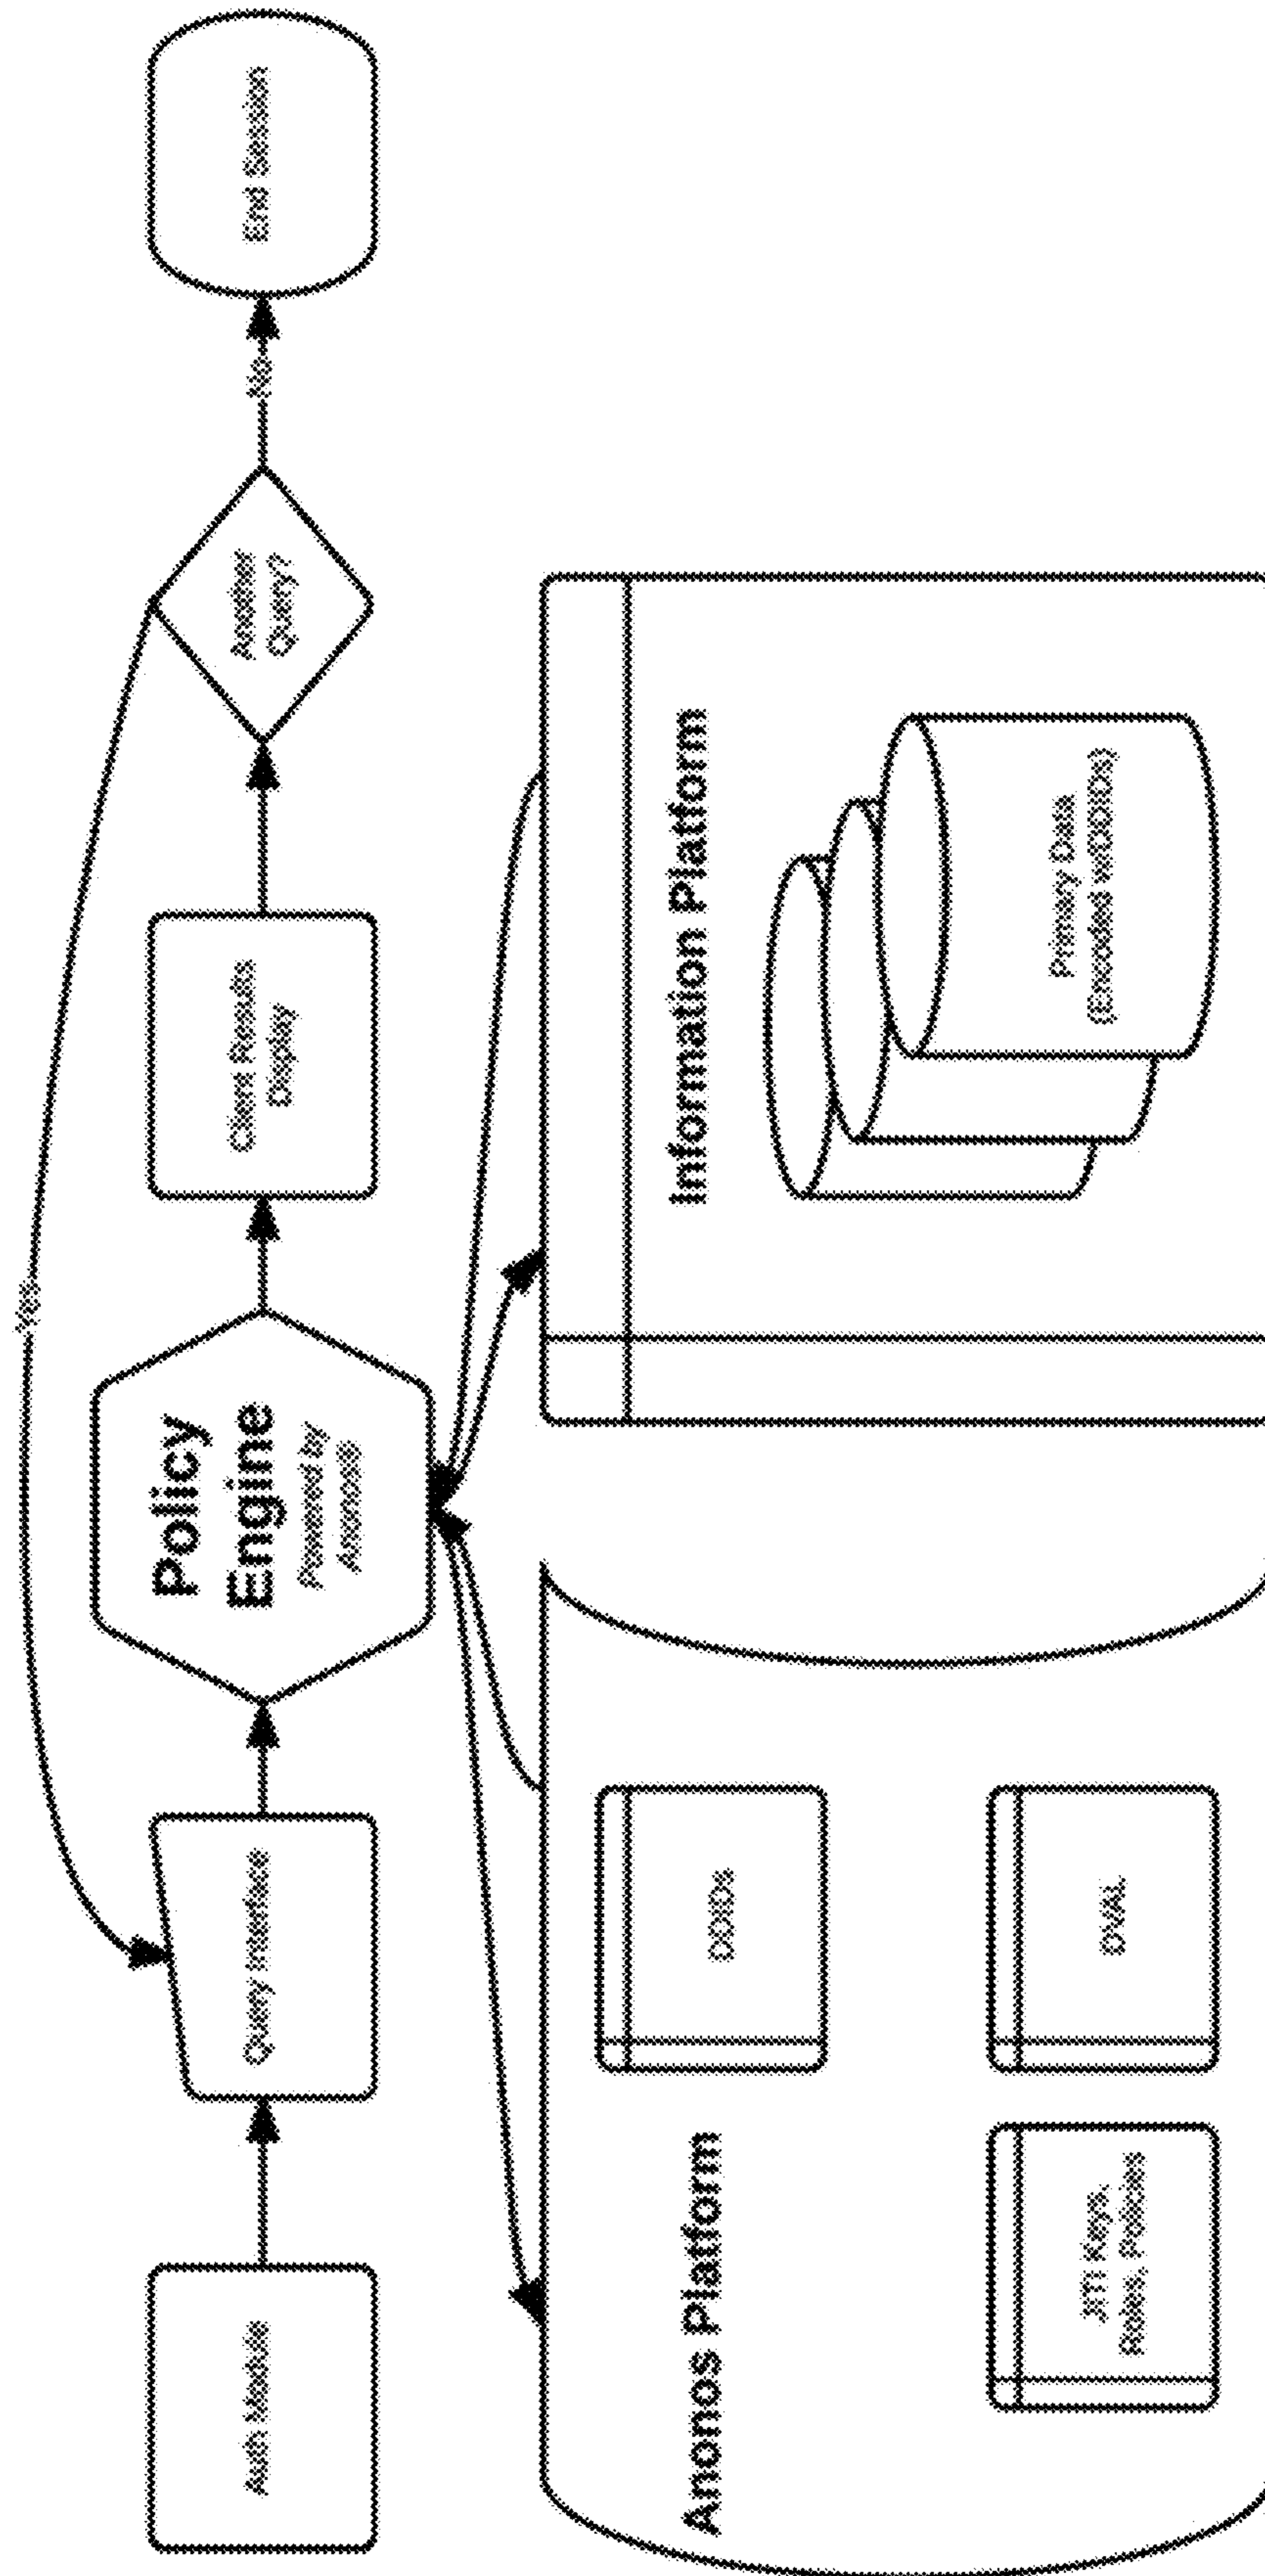 Auth Module
Query Interface
Policy
Engine
Powered by
Anonos®
Client Results
Display
Another
Query?
Yes
No
End Session
Anonos Platform
DDIDs
JITI Keys,
Roles, Policies
DVAL
Information Platform
Primary Data
(Encoded w/DDIDs)